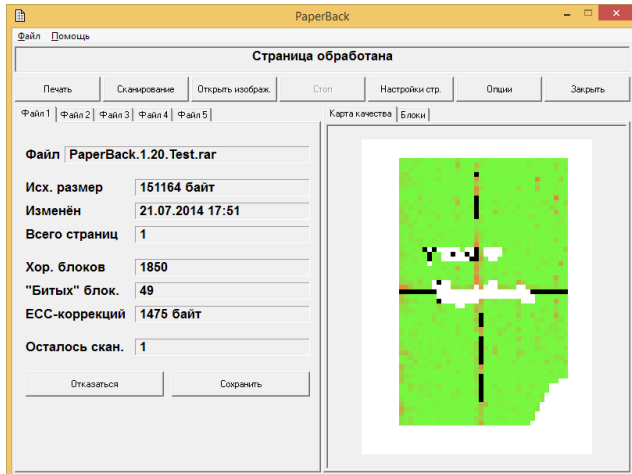 PaperBack
Файл Помощь
Страница обработана
Печать Сканирование Открыть изображ. Стоп Настройки стр. Опции Закрыть
Файл 1 Файл 2 Файл 3 Файл 4 Файл 5 Карта качества Блоки
Файл PaperBack.1.20.Test.rar
Исх. размер 151164 байт
Изменён 21.07.2014 17:51
Всего страниц 1
Хор. блоков 1850
"Битых" блок. 49
ECC-коррекций 1475 байт
Осталось скан. 1
Отказаться Сохранить